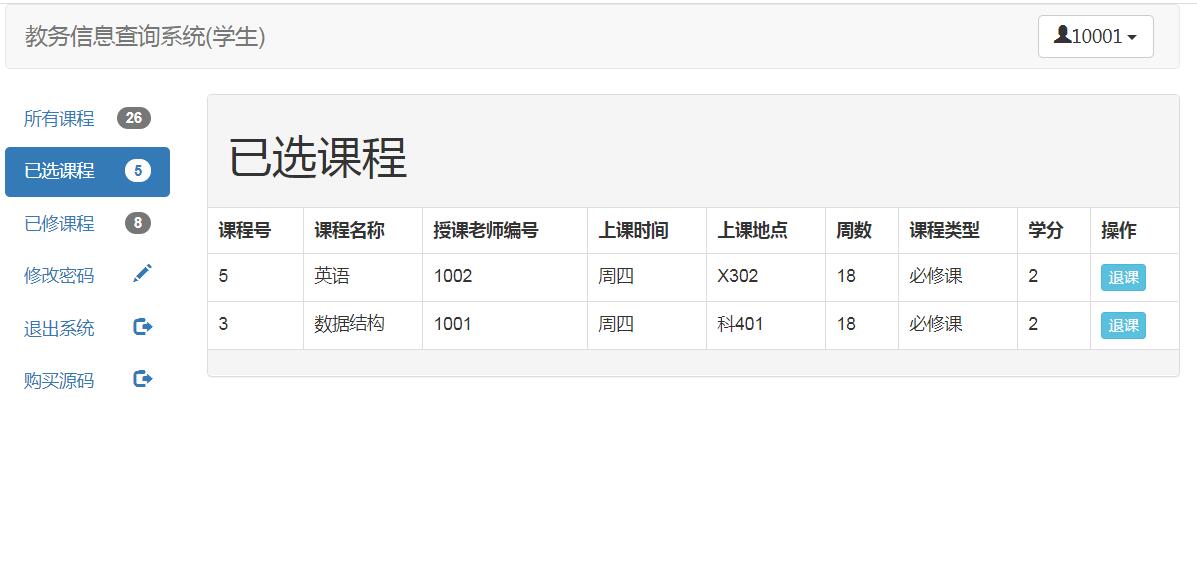 教务信息查询系统(学生)
10001
所有课程 26
已选课程 5
已修课程 8
修改密码
退出系统
购买源码
已选课程
课程号 课程名称 授课老师编号 上课时间 上课地点 周数 课程类型 学分 操作
5 英语 1002 周四 X302 18 必修课 2 退课
3 数据结构 1001 周四 科401 18 必修课 2 退课